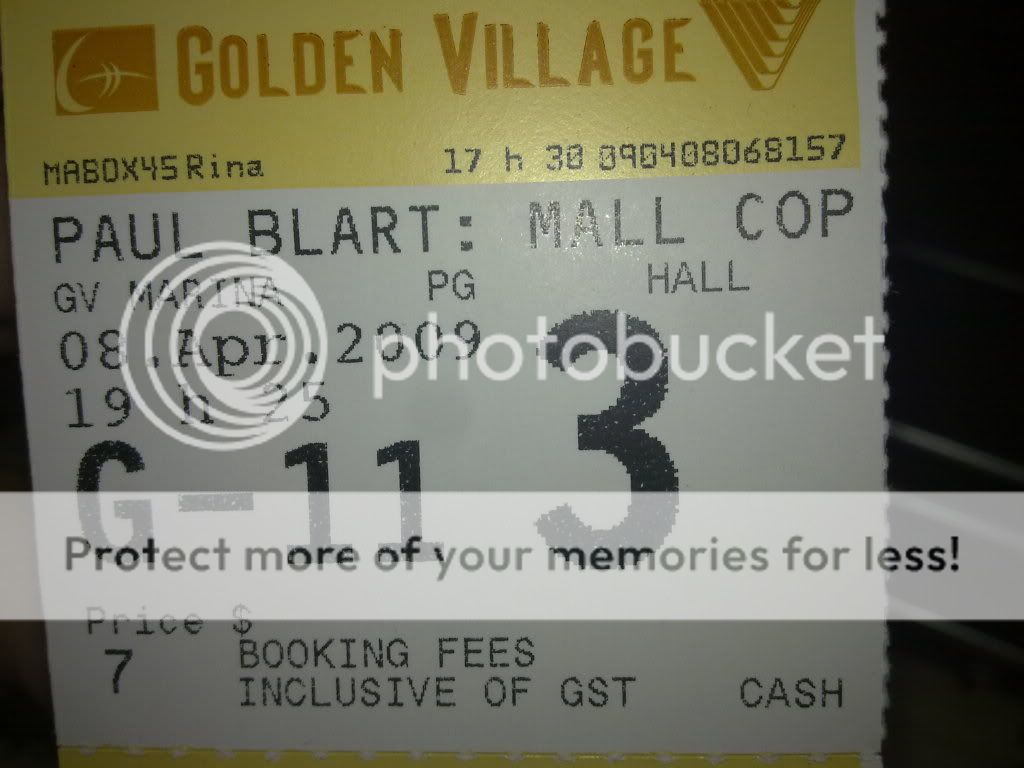 GOLDEN VILLAGE
MABOX45 Rina 17 h 30 090408068157
PAUL BLART: MALL COP
GV MARINA PG HALL
08.Apr.2009
19 h 25
G-11 3
photobucket
Protect more of your memories for less!
Price $
7 BOOKING FEES
INCLUSIVE OF GST CASH